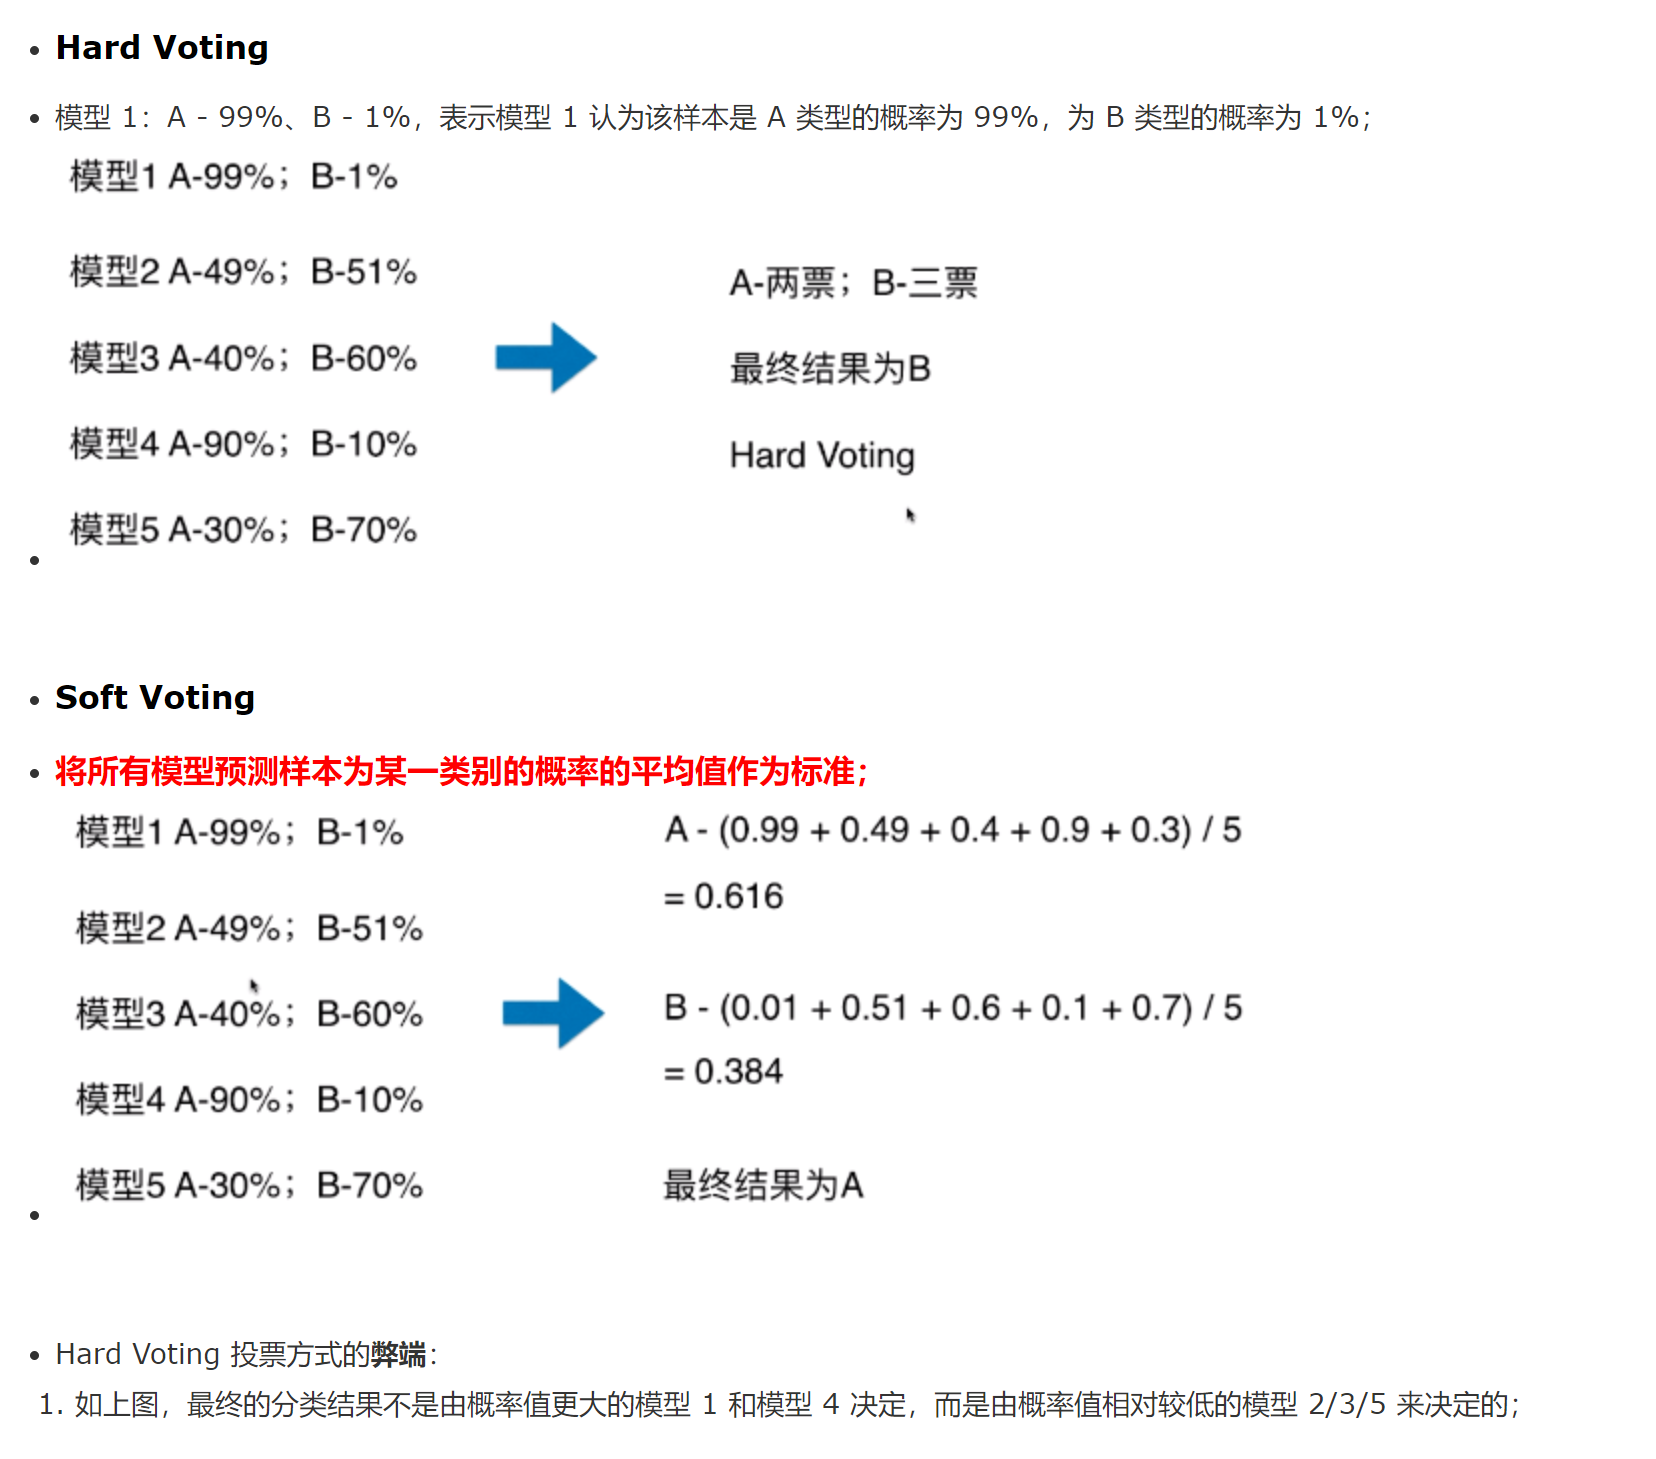 Hard Voting
模型 1：A - 99%、B - 1%，表示模型 1 认为该样本是 A 类型的概率为 99%，为 B 类型的概率为 1%；
模型1 A-99%；B-1%
模型2 A-49%；B-51%
模型3 A-40%；B-60%
模型4 A-90%；B-10%
模型5 A-30%；B-70%
A-两票；B-三票
最终结果为B
Hard Voting
Soft Voting
将所有模型预测样本为某一类别的概率的平均值作为标准；
模型1 A-99%；B-1%
模型2 A-49%；B-51%
模型3 A-40%；B-60%
模型4 A-90%；B-10%
模型5 A-30%；B-70%
A - (0.99 + 0.49 + 0.4 + 0.9 + 0.3) / 5
= 0.616
B - (0.01 + 0.51 + 0.6 + 0.1 + 0.7) / 5
= 0.384
最终结果为A
Hard Voting 投票方式的弊端：
1. 如上图，最终的分类结果不是由概率值更大的模型 1 和模型 4 决定，而是由概率值相对较低的模型 2/3/5 来决定的；